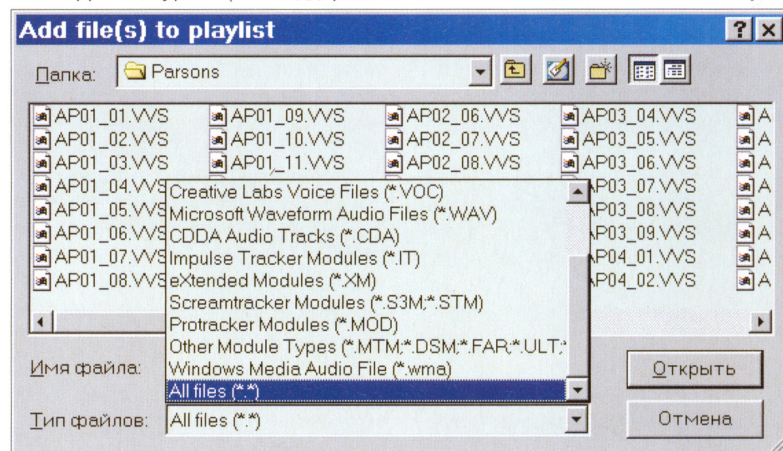 Add file(s) to playlist
Папка: Parsons
AP01_01.VVS AP01_09.VVS AP02_06.VVS AP03_04.VVS A
AP01_02.VVS AP01_10.VVS AP02_07.VVS AP03_05.VVS A
AP01_03.VVS AP01_11.VVS AP02_08.VVS AP03_06.VVS A
AP01_04.VVS AP03_07.VVS A
AP01_05.VVS AP03_08.VVS A
AP01_06.VVS AP03_09.VVS A
AP01_07.VVS AP04_01.VVS A
AP01_08.VVS AP04_02.VVS A
Creative Labs Voice Files (*.VOC)
Microsoft Waveform Audio Files (*.WAV)
CDDA Audio Tracks (*.CDA)
Impulse Tracker Modules (*.IT)
eXtended Modules (*.XM)
Screamtracker Modules (*.S3M;*.STM)
Protracker Modules (*.MOD)
Other Module Types (*.MTM;*.DSM;*.FAR;*.ULT;*
Windows Media Audio File (*.wma)
All files (*.*)
Имя файла:
Открыть
Тип файлов: All files (*.*)
Отмена